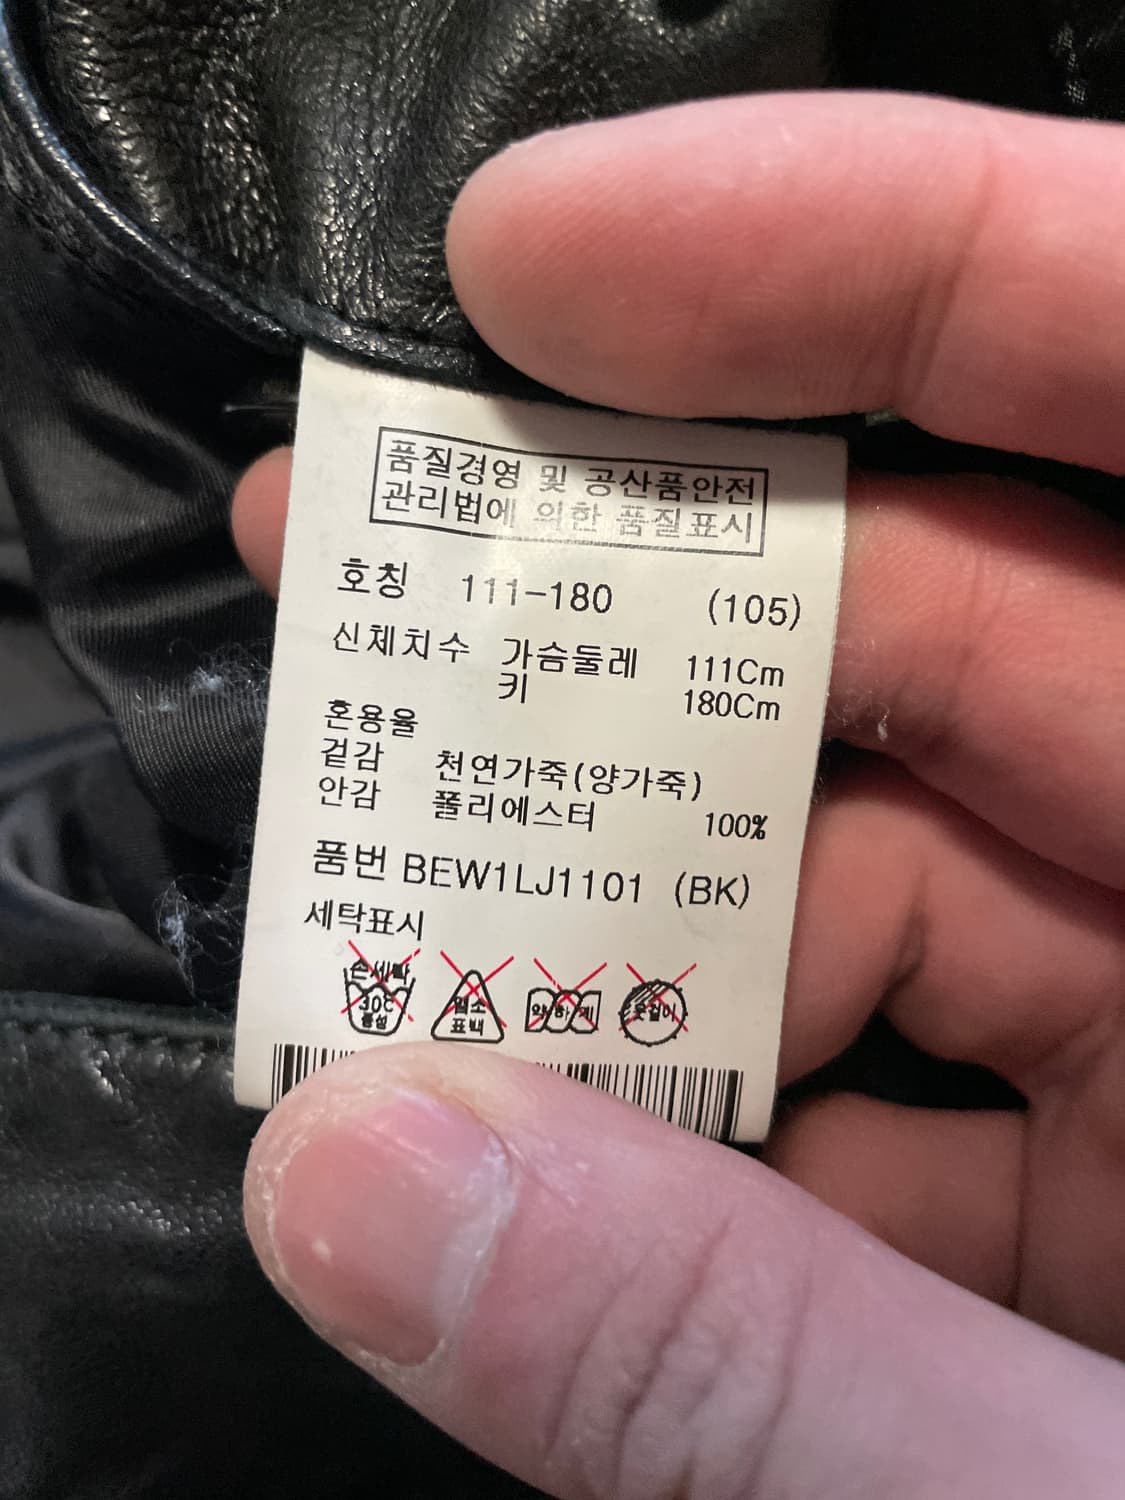 품질경영 및 공산품안전
관리법에 의한 품질표시
호칭 111-180 (105)
신체치수 가슴둘레 111Cm
키 180Cm
혼용율
겉감 천연가죽(양가죽)
안감 폴리에스터 100%
품번 BEW1LJ1101 (BK)
세탁표시
손세탁
30℃
중성
염소
표백
약하게
옷걸이